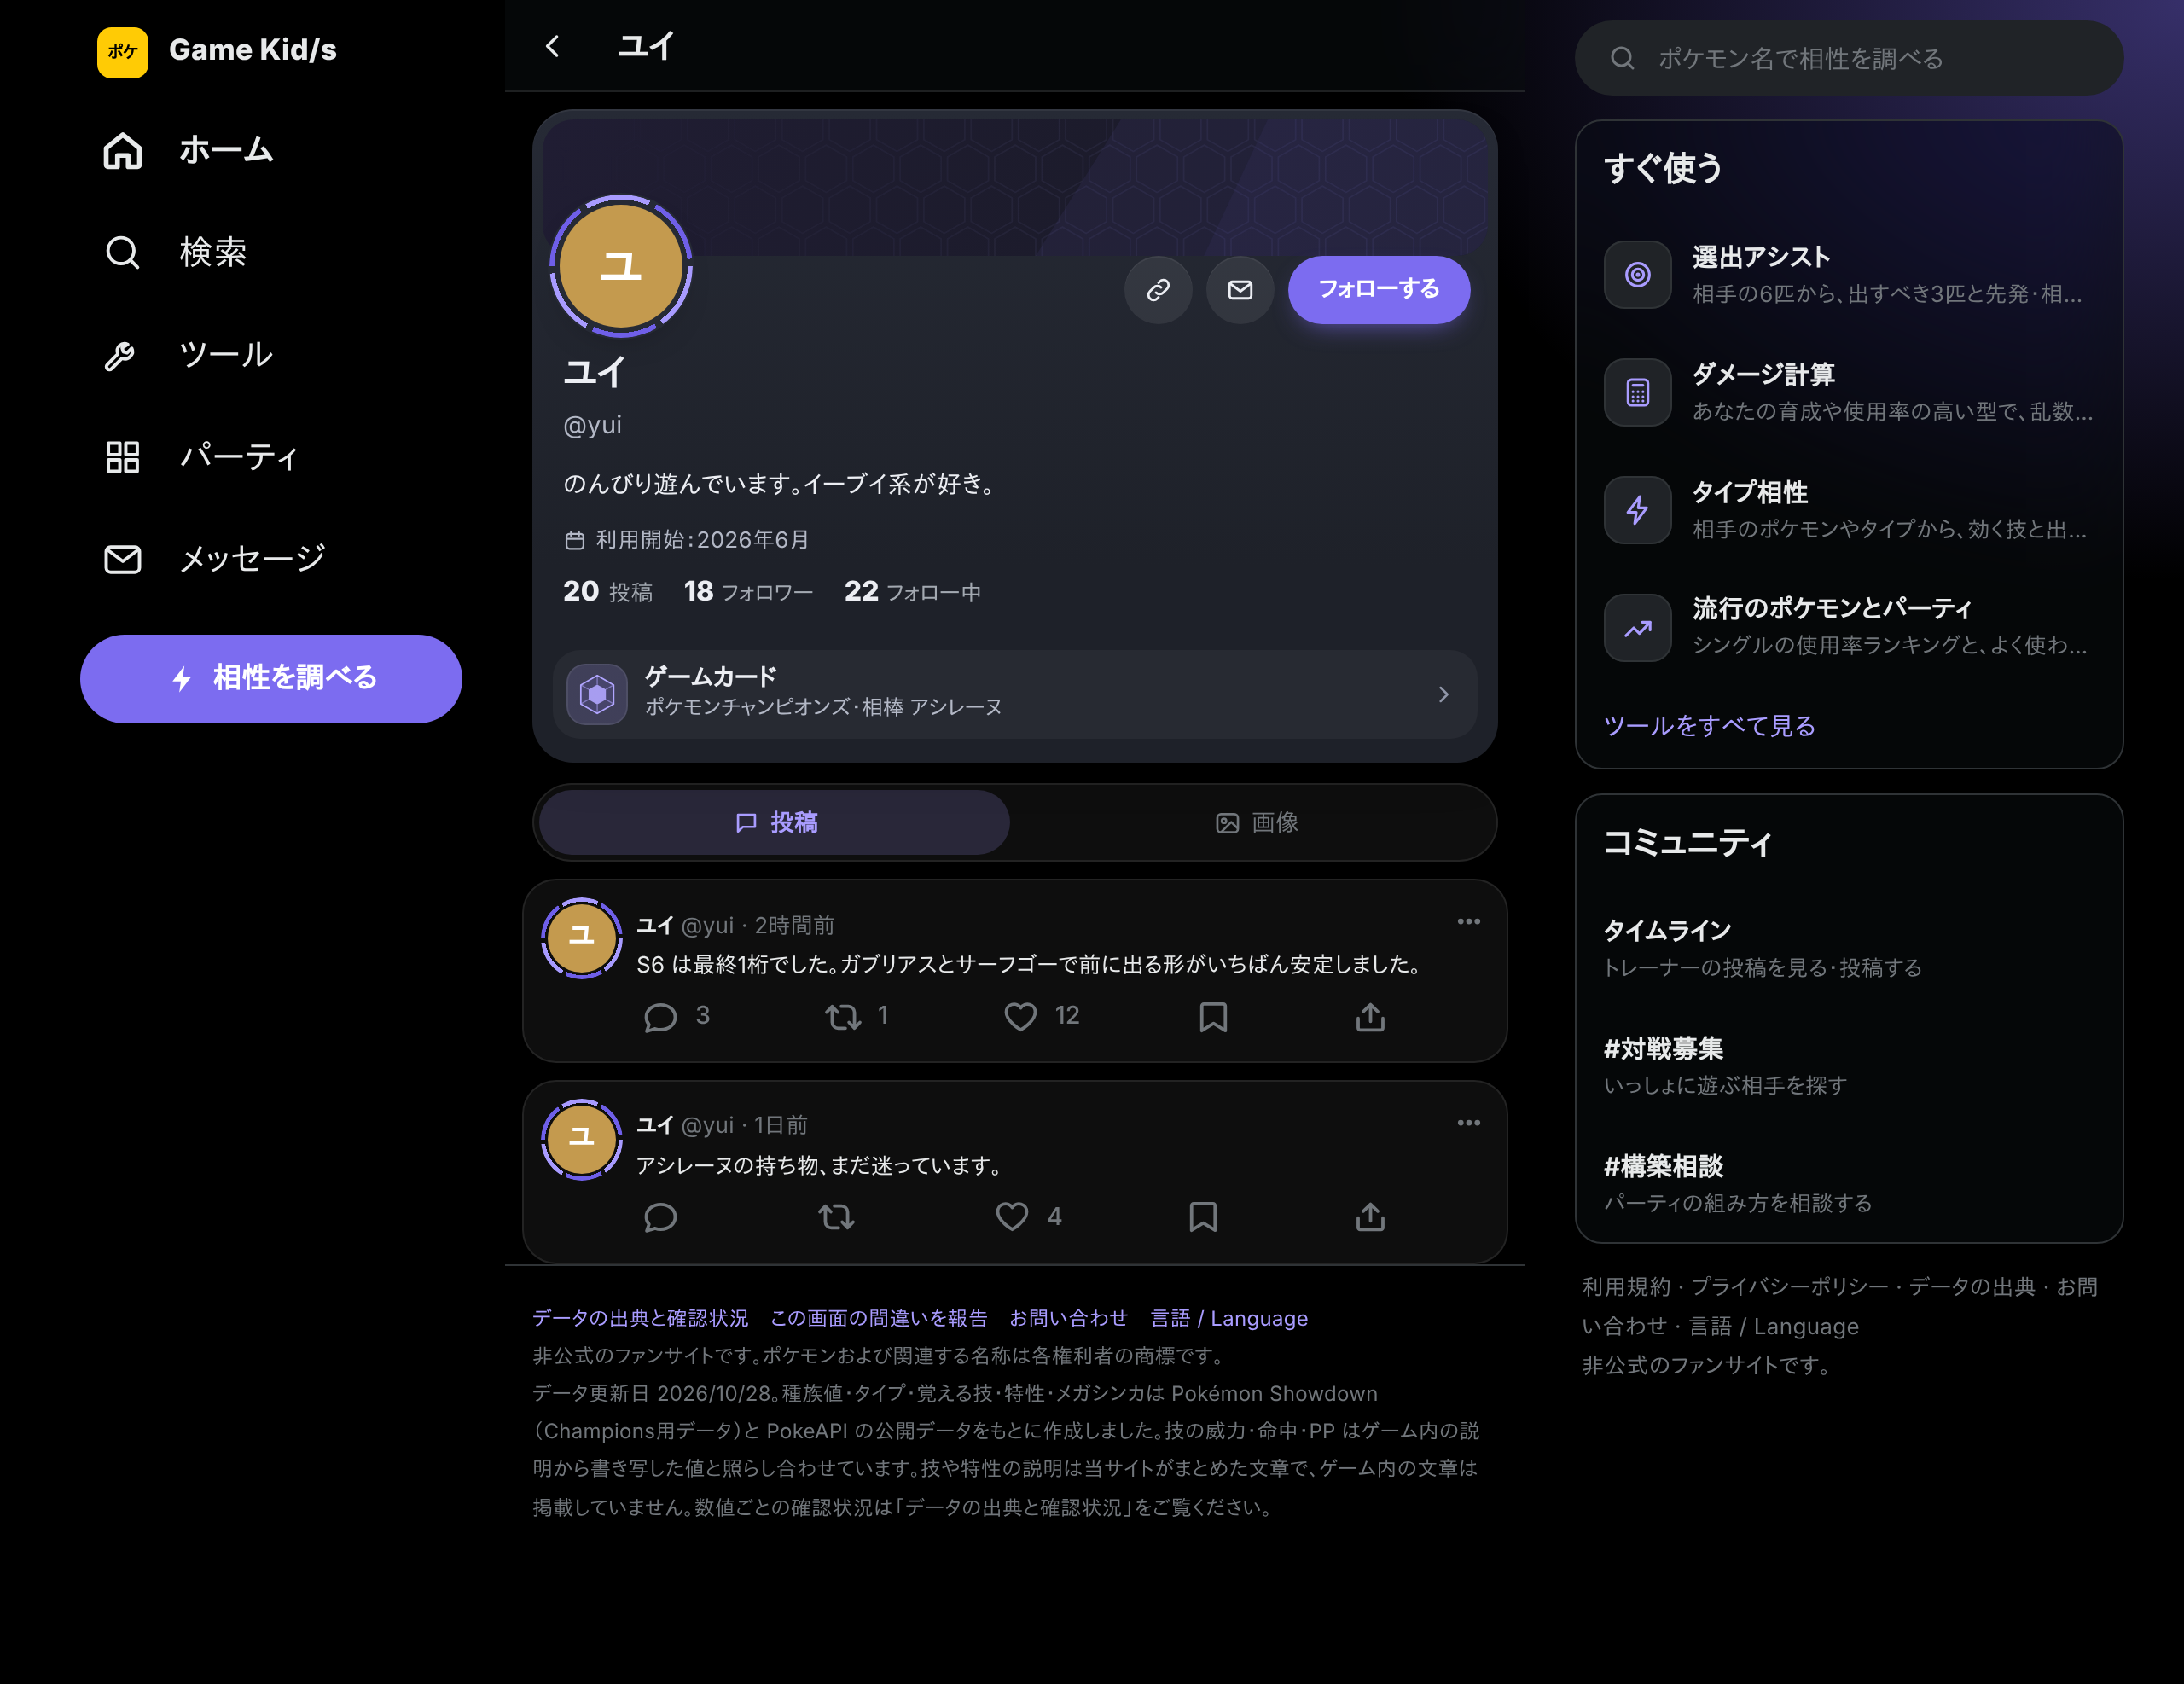 ポケ Game Kid/s
ホーム
検索
ツール
パーティ
メッセージ
相性を調べる
ユイ
ユ
フォローする
ユイ
@yui
のんびり遊んでいます。イーブイ系が好き。
利用開始：2026年6月
20 投稿 18 フォロワー 22 フォロー中
ゲームカード
ポケモンチャンピオンズ・相棒 アシレーヌ
投稿 画像
ユ
ユイ @yui · 2時間前
S6 は最終1桁でした。ガブリアスとサーフゴーで前に出る形がいちばん安定しました。
3 1 12
ユ
ユイ @yui · 1日前
アシレーヌの持ち物、まだ迷っています。
4
データの出典と確認状況 この画面の間違いを報告 お問い合わせ 言語 / Language
非公式のファンサイトです。ポケモンおよび関連する名称は各権利者の商標です。
データ更新日 2026/10/28。種族値・タイプ・覚える技・特性・メガシンカは Pokémon Showdown
（Champions用データ）と PokeAPI の公開データをもとに作成しました。技の威力・命中・PP はゲーム内の説
明から書き写した値と照らし合わせています。技や特性の説明は当サイトがまとめた文章で、ゲーム内の文章は
掲載していません。数値ごとの確認状況は「データの出典と確認状況」をご覧ください。
ポケモン名で相性を調べる
すぐ使う
選出アシスト
相手の6匹から、出すべき3匹と先発・相…
ダメージ計算
あなたの育成や使用率の高い型で、乱数…
タイプ相性
相手のポケモンやタイプから、効く技と出…
流行のポケモンとパーティ
シングルの使用率ランキングと、よく使わ…
ツールをすべて見る
コミュニティ
タイムライン
トレーナーの投稿を見る・投稿する
#対戦募集
いっしょに遊ぶ相手を探す
#構築相談
パーティの組み方を相談する
利用規約 · プライバシーポリシー · データの出典 · お問
い合わせ · 言語 / Language
非公式のファンサイトです。